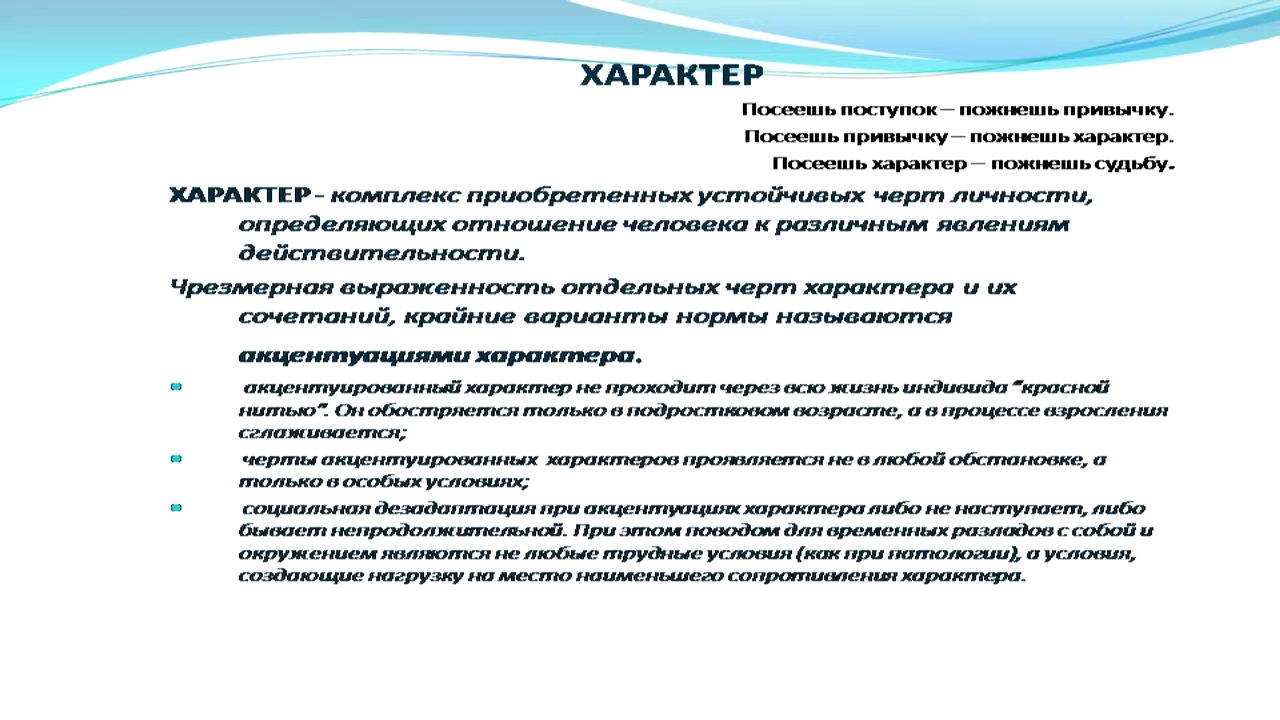 ХАРАКТЕР
Посеешь поступок – пожнешь привычку.
Посеешь привычку – пожнешь характер.
Посеешь характер – пожнешь судьбу.
ХАРАКТЕР - комплекс приобретенных устойчивых черт личности,
определяющих отношение человека к различным явлениям
действительности.
Чрезмерная выраженность отдельных черт характера и их
сочетаний, крайние варианты нормы называются
акцентуациями характера.
акцентуированный характер не проходит через всю жизнь индивида “красной
нитью”. Он обостряется только в подростковом возрасте, а в процессе взросления
сглаживается;
черты акцентуированных характеров проявляется не в любой обстановке, а
только в особых условиях;
социальная дезадаптация при акцентуациях характера либо не наступает, либо
бывает непродолжительной. При этом поводом для временных разладов с собой и
окружением являются не любые трудные условия (как при патологии), а условия,
создающие нагрузку на место наименьшего сопротивления характера.